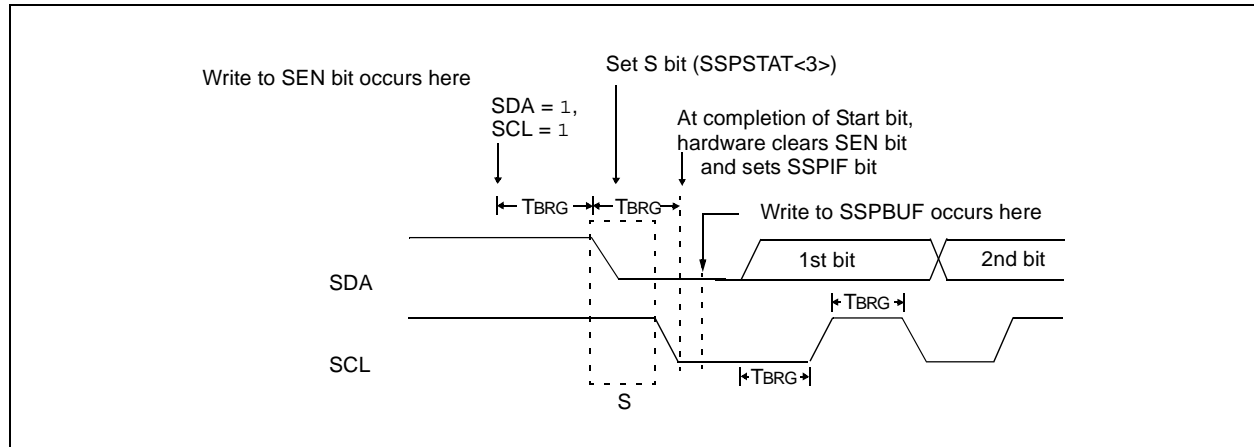 Write to SEN bit occurs here
Set S bit (SSPSTAT<3>)
SDA = 1,
SCL = 1
At completion of Start bit,
hardware clears SEN bit
and sets SSPIF bit
TBRG
TBRG
Write to SSPBUF occurs here
SDA
1st bit
2nd bit
TBRG
SCL
TBRG
S